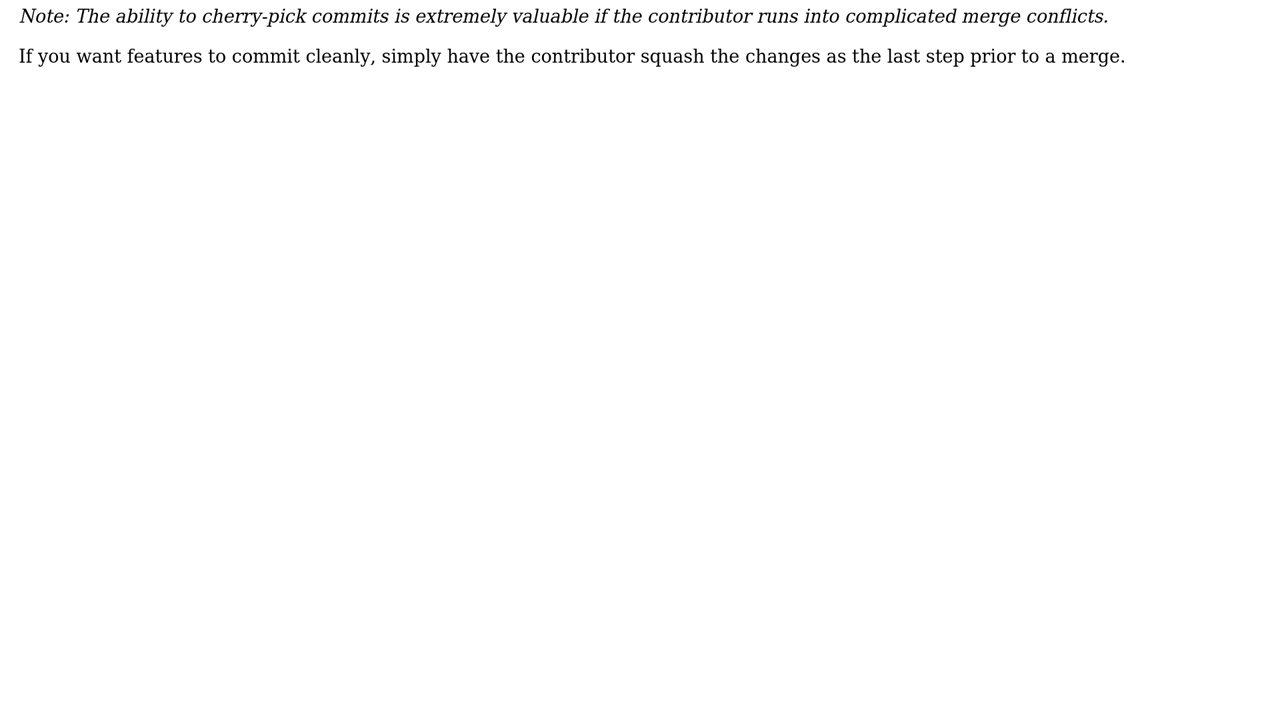 Note: The ability to cherry-pick commits is extremely valuable if the contributor runs into complicated merge conflicts.
If you want features to commit cleanly, simply have the contributor squash the changes as the last step prior to a merge.